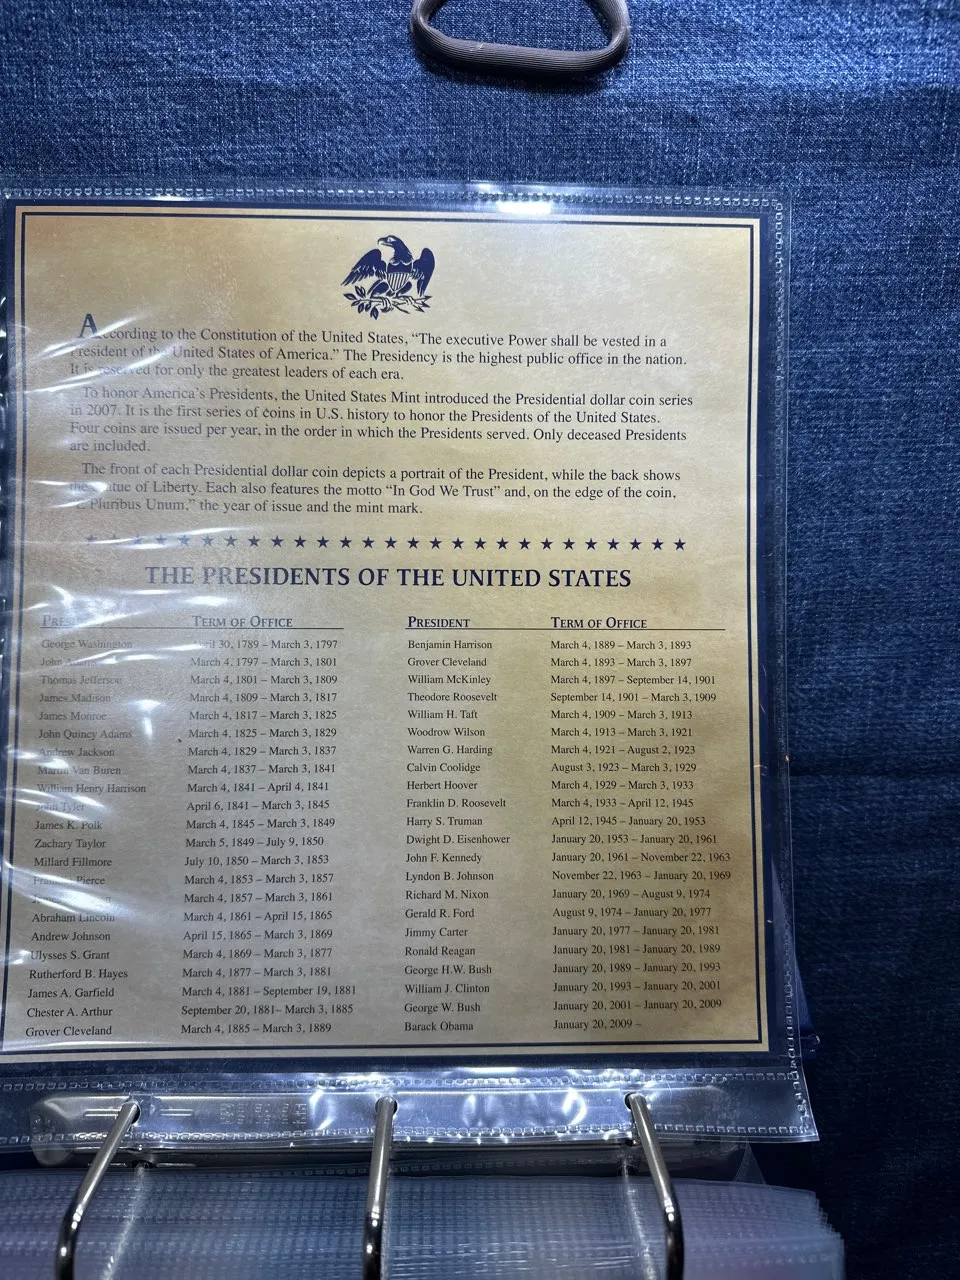 According to the Constitution of the United States, “The executive Power shall be vested in a
President of the United States of America.” The Presidency is the highest public office in the nation.
It is reserved for only the greatest leaders of each era.
To honor America’s Presidents, the United States Mint introduced the Presidential dollar coin series
in 2007. It is the first series of coins in U.S. history to honor the Presidents of the United States.
Four coins are issued per year, in the order in which the Presidents served. Only deceased Presidents
are included.
The front of each Presidential dollar coin depicts a portrait of the President, while the back shows
the Statue of Liberty. Each also features the motto “In God We Trust” and, on the edge of the coin,
Pluribus Unum,” the year of issue and the mint mark.
THE PRESIDENTS OF THE UNITED STATES
PRESIDENT TERM OF OFFICE PRESIDENT TERM OF OFFICE
George Washington April 30, 1789 – March 3, 1797 Benjamin Harrison March 4, 1889 – March 3, 1893
John Adams March 4, 1797 – March 3, 1801 Grover Cleveland March 4, 1893 – March 3, 1897
Thomas Jefferson March 4, 1801 – March 3, 1809 William McKinley March 4, 1897 – September 14, 1901
James Madison March 4, 1809 – March 3, 1817 Theodore Roosevelt September 14, 1901 – March 3, 1909
James Monroe March 4, 1817 – March 3, 1825 William H. Taft March 4, 1909 – March 3, 1913
John Quincy Adams March 4, 1825 – March 3, 1829 Woodrow Wilson March 4, 1913 – March 3, 1921
Andrew Jackson March 4, 1829 – March 3, 1837 Warren G. Harding March 4, 1921 – August 2, 1923
Martin Van Buren March 4, 1837 – March 3, 1841 Calvin Coolidge August 3, 1923 – March 3, 1929
William Henry Harrison March 4, 1841 – April 4, 1841 Herbert Hoover March 4, 1929 – March 3, 1933
John Tyler April 6, 1841 – March 3, 1845 Franklin D. Roosevelt March 4, 1933 – April 12, 1945
James K. Polk March 4, 1845 – March 3, 1849 Harry S. Truman April 12, 1945 – January 20, 1953
Zachary Taylor March 5, 1849 – July 9, 1850 Dwight D. Eisenhower January 20, 1953 – January 20, 1961
Millard Fillmore July 10, 1850 – March 3, 1853 John F. Kennedy January 20, 1961 – November 22, 1963
Franklin Pierce March 4, 1853 – March 3, 1857 Lyndon B. Johnson November 22, 1963 – January 20, 1969
March 4, 1857 – March 3, 1861 Richard M. Nixon January 20, 1969 – August 9, 1974
Abraham Lincoln March 4, 1861 – April 15, 1865 Gerald R. Ford August 9, 1974 – January 20, 1977
Andrew Johnson April 15, 1865 – March 3, 1869 Jimmy Carter January 20, 1977 – January 20, 1981
Ulysses S. Grant March 4, 1869 – March 3, 1877 Ronald Reagan January 20, 1981 – January 20, 1989
Rutherford B. Hayes March 4, 1877 – March 3, 1881 George H.W. Bush January 20, 1989 – January 20, 1993
James A. Garfield March 4, 1881 – September 19, 1881 William J. Clinton January 20, 1993 – January 20, 2001
Chester A. Arthur September 20, 1881– March 3, 1885 George W. Bush January 20, 2001 – January 20, 2009
Grover Cleveland March 4, 1885 – March 3, 1889 Barack Obama January 20, 2009 –